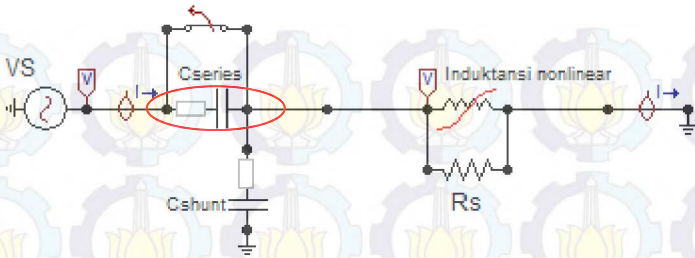 VS
V
I
Cseries
Cshunt
V
Induktansi nonlinear
Rs
I